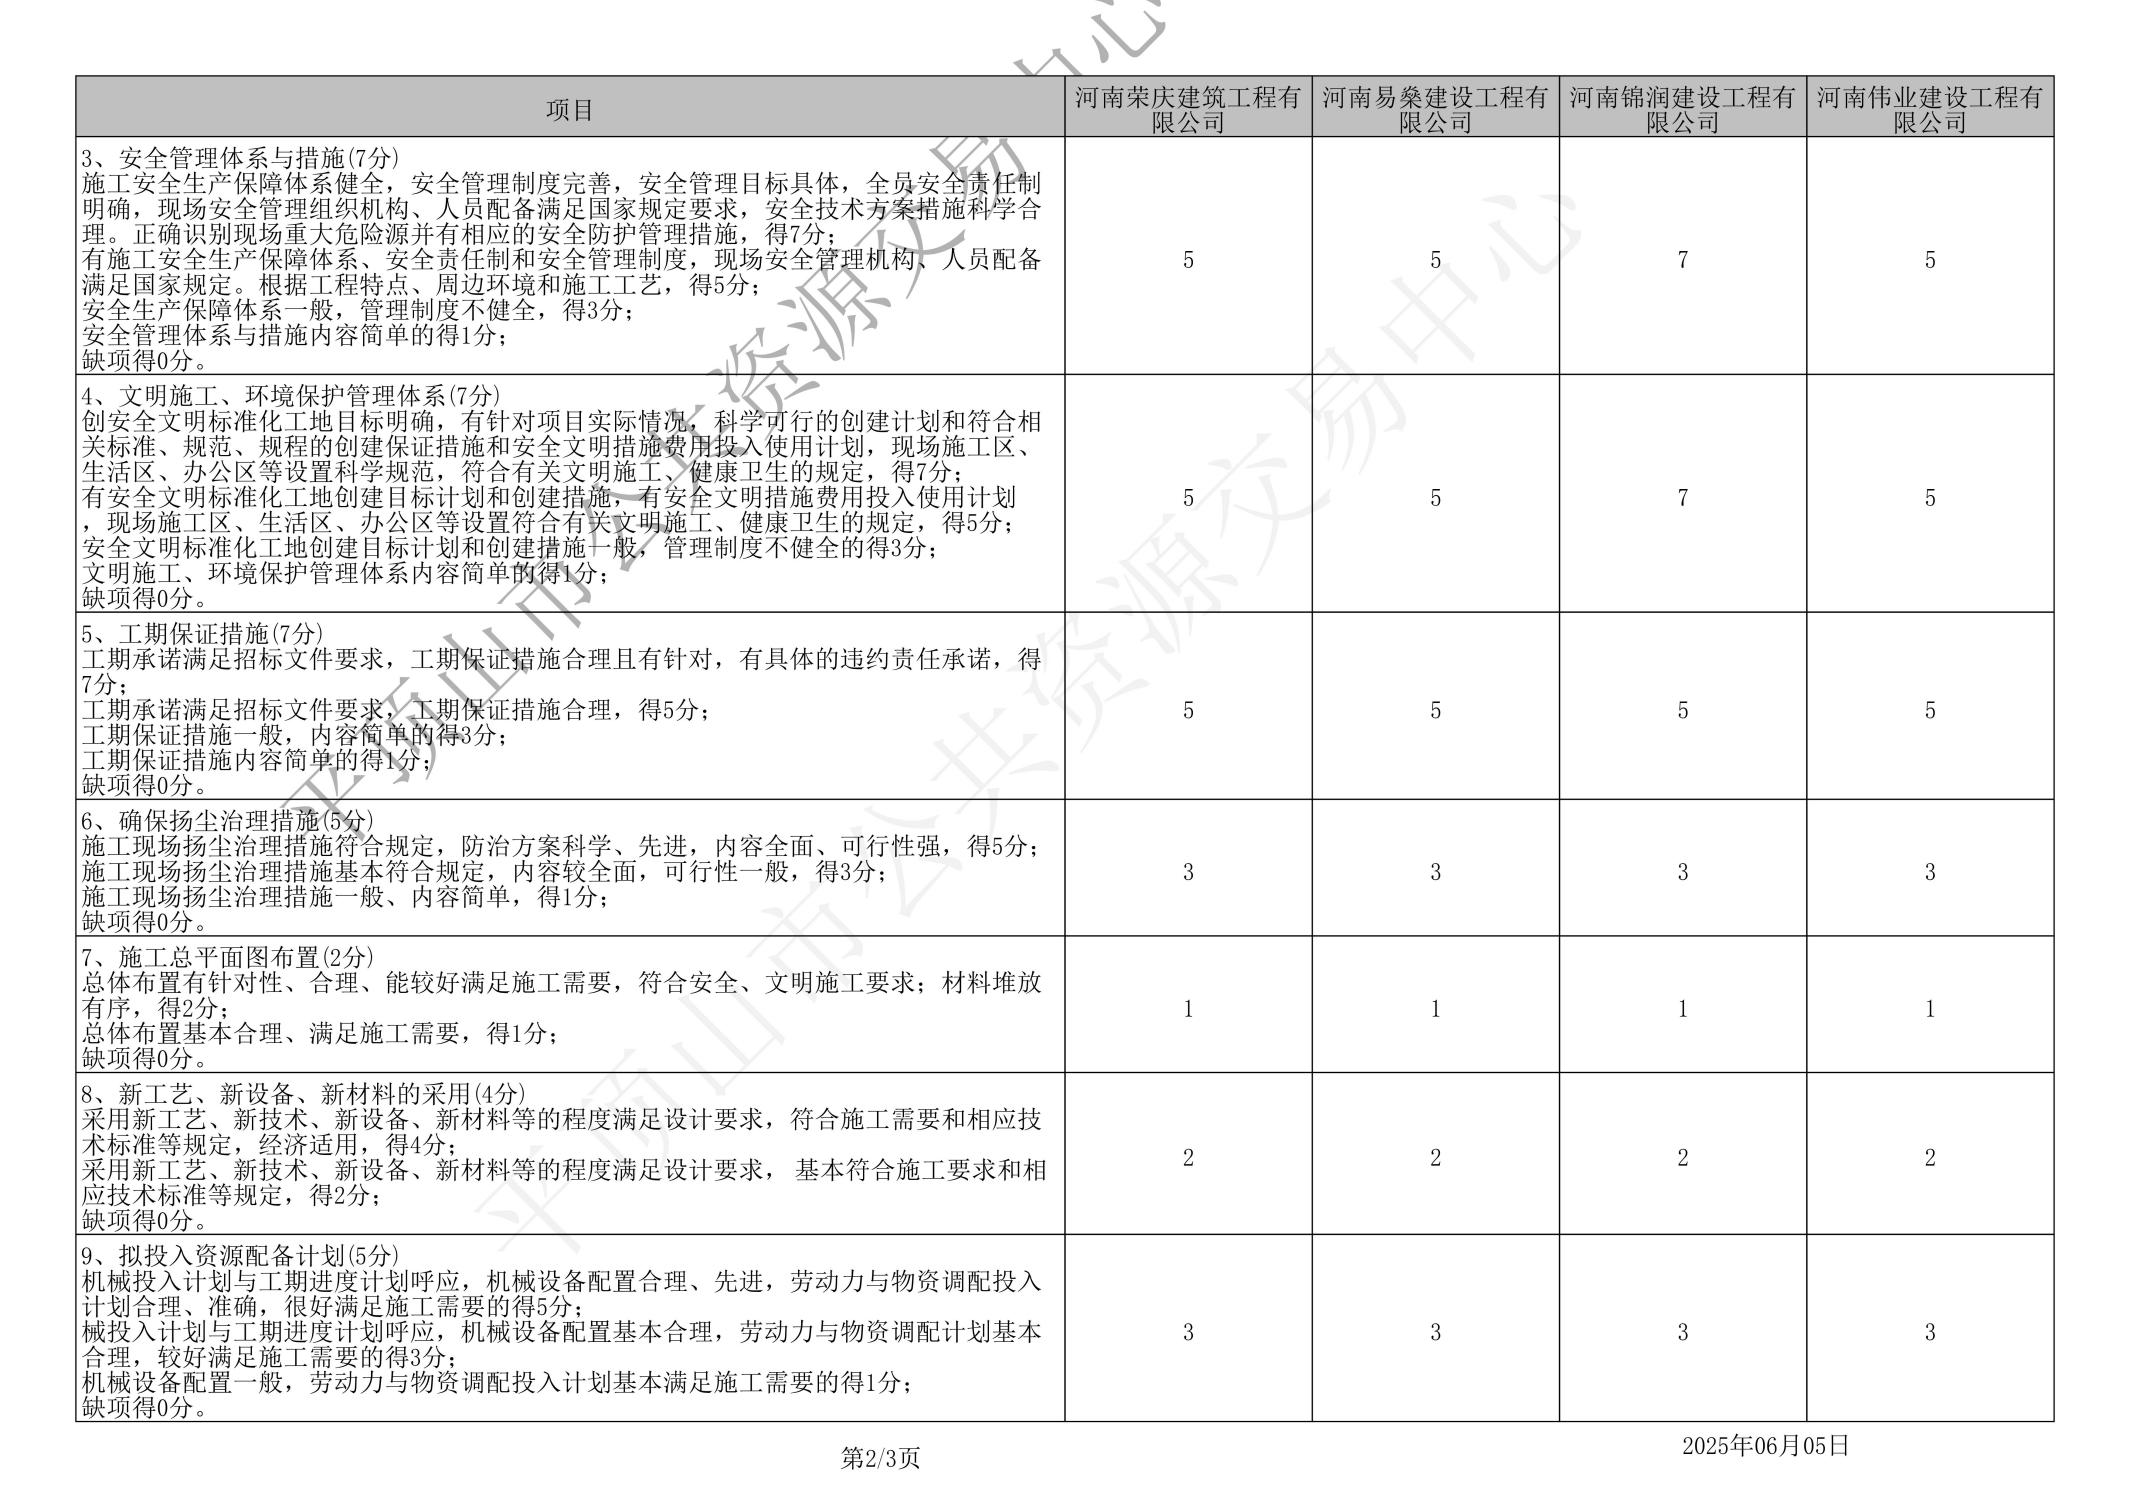 项目
河南荣庆建筑工程有
限公司
河南易燊建设工程有
限公司
河南锦润建设工程有
限公司
河南伟业建设工程有
限公司
3、安全管理体系与措施(7分)
施工安全生产保障体系健全，安全管理制度完善，安全管理目标具体，全员安全责任制
明确，现场安全管理组织机构、人员配备满足国家规定要求，安全技术方案措施科学合
理。正确识别现场重大危险源并有相应的安全防护管理措施，得7分；
有施工安全生产保障体系、安全责任制和安全管理制度，现场安全管理机构、人员配备
满足国家规定。根据工程特点、周边环境和施工工艺，得5分；
安全生产保障体系一般，管理制度不健全，得3分；
安全管理体系与措施内容简单的得1分；
缺项得0分。
5
5
7
5
4、文明施工、环境保护管理体系(7分)
创安全文明标准化工地目标明确，有针对项目实际情况，科学可行的创建计划和符合相
关标准、规范、规程的创建保证措施和安全文明措施费用投入使用计划，现场施工区、
生活区、办公区等设置科学规范，符合有关文明施工、健康卫生的规定，得7分；
有安全文明标准化工地创建目标计划和创建措施，有安全文明措施费用投入使用计划
，现场施工区、生活区、办公区等设置符合有关文明施工、健康卫生的规定，得5分；
安全文明标准化工地创建目标计划和创建措施一般，管理制度不健全的得3分；
文明施工、环境保护管理体系内容简单的得1分；
缺项得0分。
5
5
7
5
5、工期保证措施(7分)
工期承诺满足招标文件要求，工期保证措施合理且有针对，有具体的违约责任承诺，得
7分；
工期承诺满足招标文件要求，工期保证措施合理，得5分；
工期保证措施一般，内容简单的得3分；
工期保证措施内容简单的得1分；
缺项得0分。
5
5
5
5
6、确保扬尘治理措施(5分)
施工现场扬尘治理措施符合规定，防治方案科学、先进，内容全面、可行性强，得5分；
施工现场扬尘治理措施基本符合规定，内容较全面，可行性一般，得3分；
施工现场扬尘治理措施一般、内容简单，得1分；
缺项得0分。
3
3
3
3
7、施工总平面图布置(2分)
总体布置有针对性、合理、能较好满足施工需要，符合安全、文明施工要求；材料堆放
有序，得2分；
总体布置基本合理、满足施工需要，得1分；
缺项得0分。
1
1
1
1
8、新工艺、新设备、新材料的采用(4分)
采用新工艺、新技术、新设备、新材料等的程度满足设计要求，符合施工需要和相应技
术标准等规定，经济适用，得4分；
采用新工艺、新技术、新设备、新材料等的程度满足设计要求， 基本符合施工要求和相
应技术标准等规定，得2分；
缺项得0分。
2
2
2
2
9、拟投入资源配备计划(5分)
机械投入计划与工期进度计划呼应，机械设备配置合理、先进，劳动力与物资调配投入
计划合理、准确，很好满足施工需要的得5分；
械投入计划与工期进度计划呼应，机械设备配置基本合理，劳动力与物资调配计划基本
合理，较好满足施工需要的得3分；
机械设备配置一般，劳动力与物资调配投入计划基本满足施工需要的得1分；
缺项得0分。
3
3
3
3
第2/3页
2025年06月05日
平顶山市公共资源交易中心
平顶山市公共资源交易中心